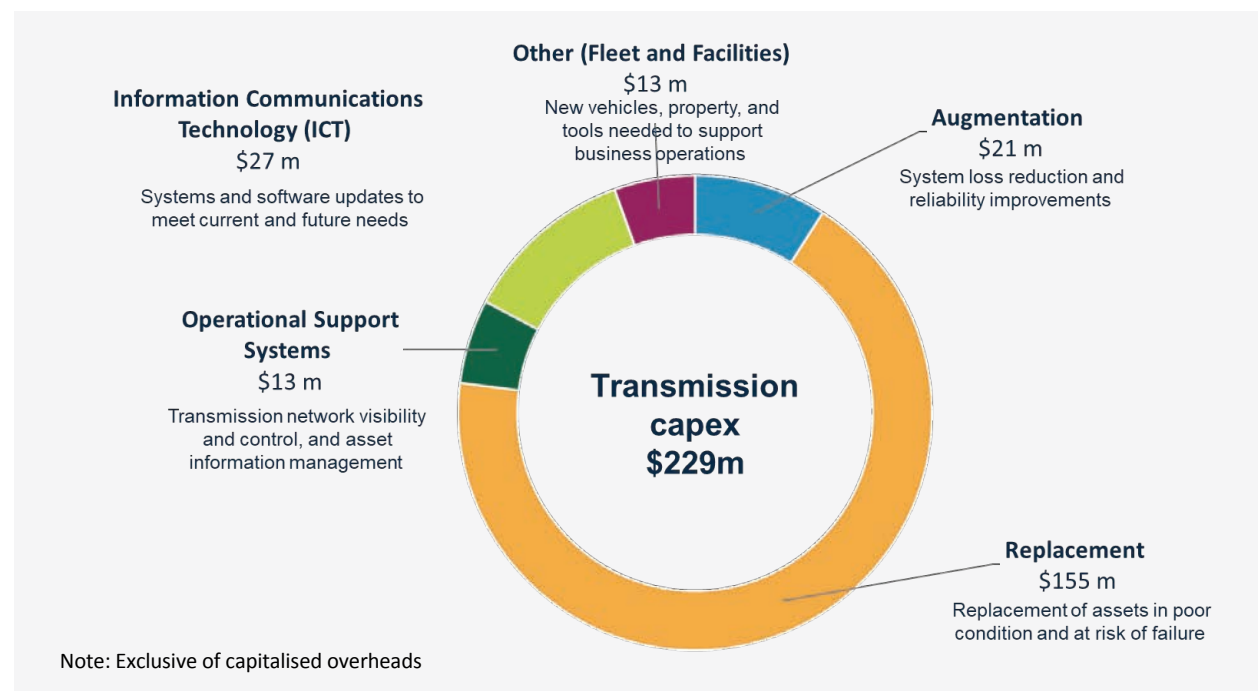 Other (Fleet and Facilities)
$13 m
New vehicles, property, and
tools needed to support
business operations
Information Communications
Technology (ICT)
$27 m
Systems and software updates to
meet current and future needs
Augmentation
$21 m
System loss reduction and
reliability improvements
Operational Support
Systems
$13 m
Transmission network visibility
and control, and asset
information management
Transmission
capex
$229m
Replacement
$155 m
Replacement of assets in poor
condition and at risk of failure
Note: Exclusive of capitalised overheads